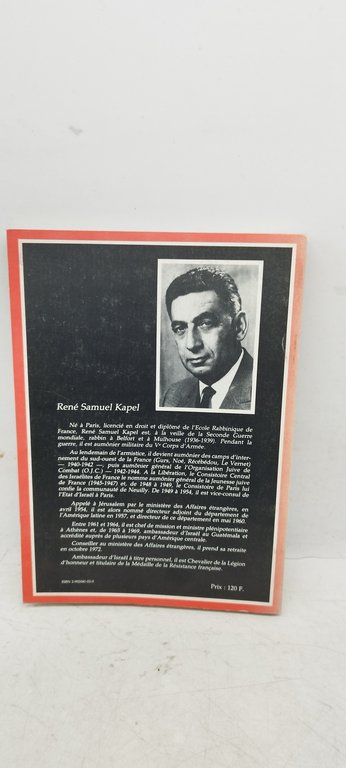 René Samuel Kapel
Né à Paris, licencié en droit et diplômé de l'Ecole Rabbinique de
France, René Samuel Kapel est, à la veille de la Seconde Guerre
mondiale, rabbin à Belfort et à Mulhouse (1936-1939). Pendant la
guerre, il est aumônier militaire du Vᵉ Corps d'Armée.
Au lendemain de l'armistice, il devient aumônier des camps d'inter-
nement du sud-ouest de la France (Gurs, Noé, Récébédou, Le Vernet)
— 1940-1942 —, puis aumônier général de l'Organisation Juive de
Combat (O.J.C.) — 1942-1944. A la Libération, le Consistoire Central
des Israélites de France le nomme aumônier général de la Jeunesse juive
de France (1945-1947) et, de 1948 à 1949, le Consistoire de Paris lui
confie la communauté de Neuilly. De 1949 à 1954, il est vice-consul de
l'Etat d'Israël à Paris.
Appelé à Jérusalem par le ministère des Affaires étrangères, en
avril 1954, il est alors nommé directeur adjoint du département de
l'Amérique latine en 1957, et directeur de ce département en mai 1960.
Entre 1961 et 1964, il est chef de mission et ministre plénipotentiaire
à Athènes et, de 1965 à 1969, ambassadeur d'Israël au Guatémala et
accrédité auprès de plusieurs pays d'Amérique centrale.
Conseiller au ministère des Affaires étrangères, il prend sa retraite
en octobre 1972.
Ambassadeur d'Israël à titre personnel, il est Chevalier de la Légion
d'honneur et titulaire de la Médaille de la Résistance française.
Prix : 120 F.